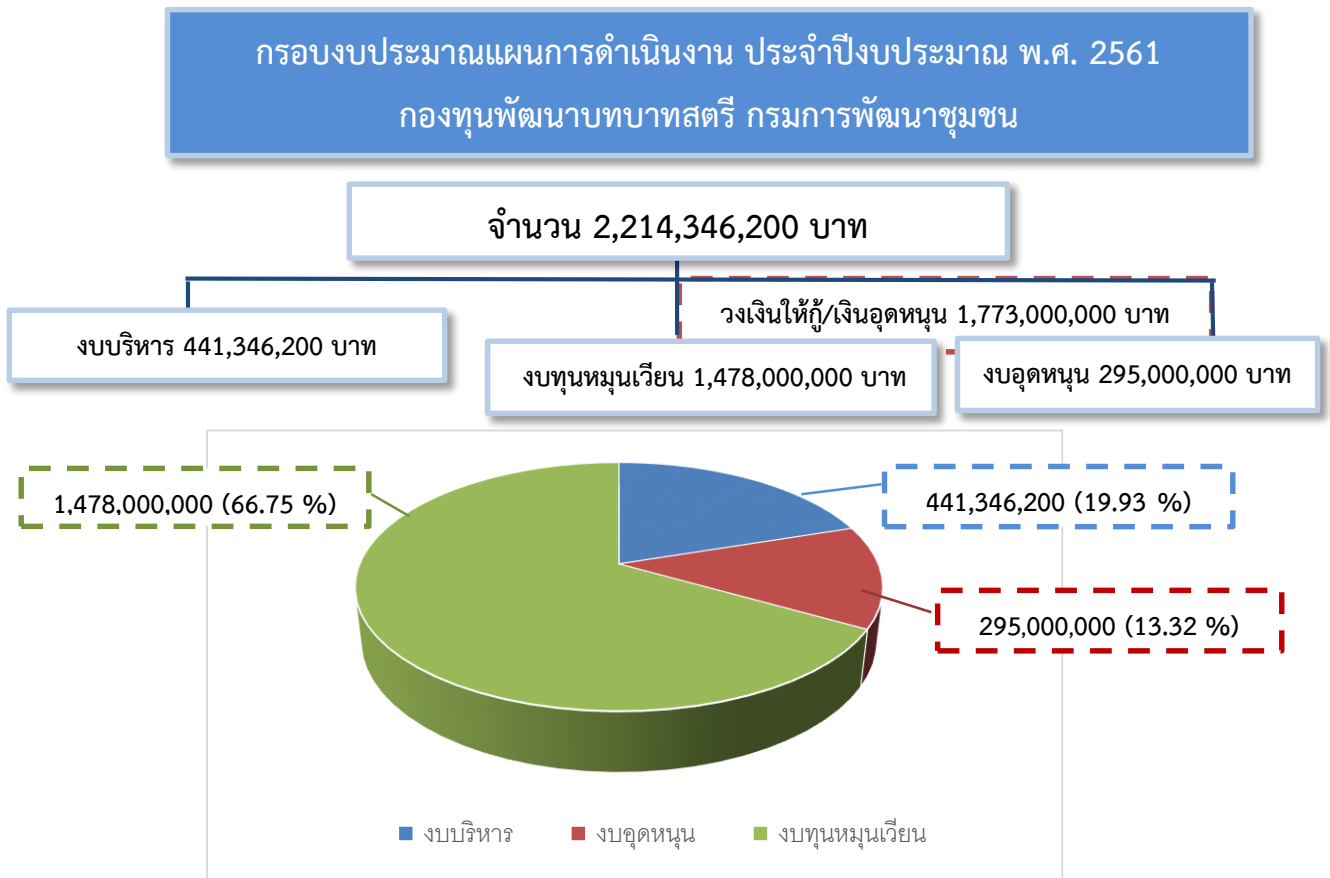 กรอบงบประมาณแผนการดำเนินงาน ประจำปีงบประมาณ พ.ศ. 2561
กองทุนพัฒนาบทบาทสตรี กรมการพัฒนาชุมชน
จำนวน 2,214,346,200 บาท
วงเงินให้กู้/เงินอุดหนุน 1,773,000,000 บาท
งบบริหาร 441,346,200 บาท
งบทุนหมุนเวียน 1,478,000,000 บาท
งบอุดหนุน 295,000,000 บาท
1,478,000,000 (66.75 %)
441,346,200 (19.93 %)
295,000,000 (13.32 %)
งบบริหาร
งบอุดหนุน
งบทุนหมุนเวียน